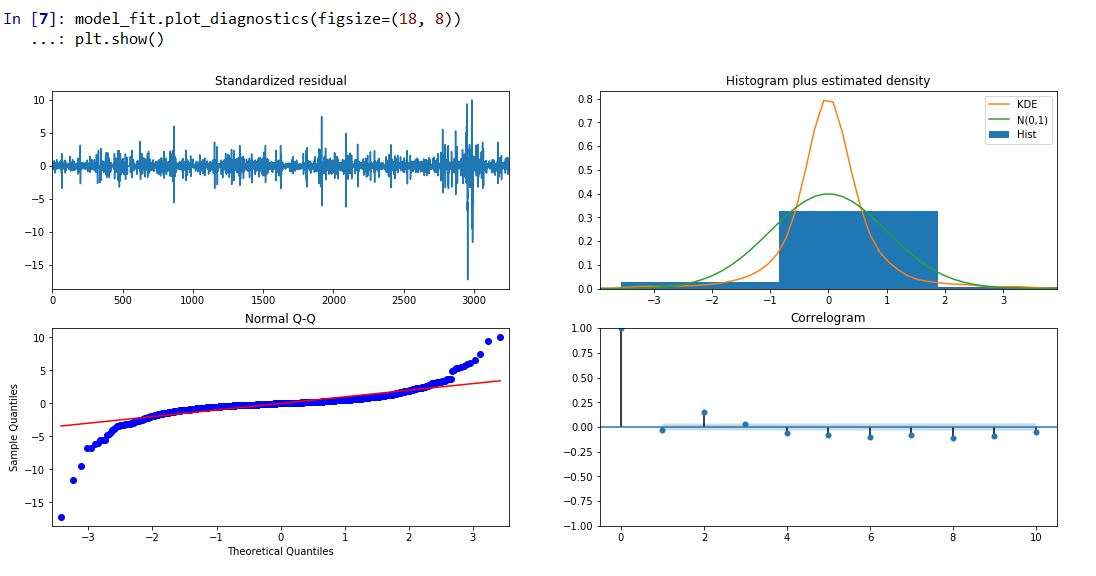 In [7]: model_fit.plot_diagnostics(figsize=(18, 8))
...: plt.show()
Standardized residual
10
5
0
−5
−10
−15
0 500 1000 1500 2000 2500 3000
Histogram plus estimated density
0.8
0.7
0.6
0.5
0.4
0.3
0.2
0.1
0.0
−3 −2 −1 0 1 2 3
KDE
N(0,1)
Hist
Normal Q-Q
Sample Quantiles
10
5
0
−5
−10
−15
−3 −2 −1 0 1 2 3
Theoretical Quantiles
Correlogram
1.00
0.75
0.50
0.25
0.00
−0.25
−0.50
−0.75
−1.00
0 2 4 6 8 10